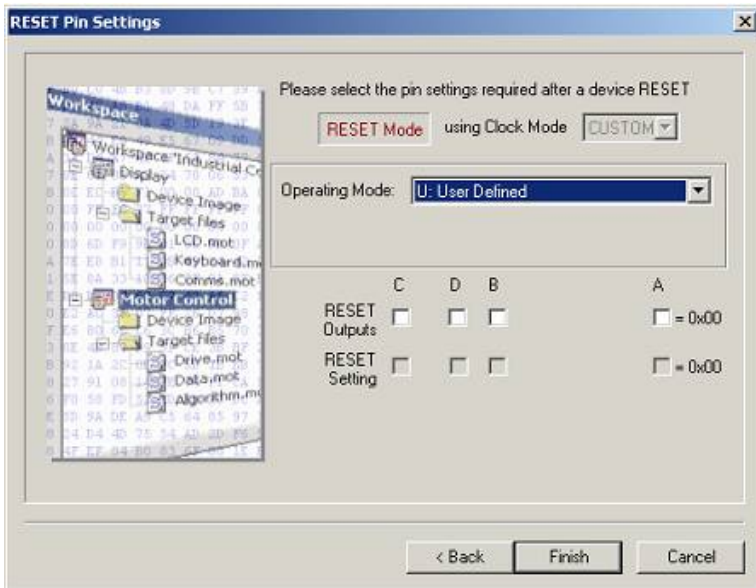 RESET Pin Settings
Please select the pin settings required after a device RESET
RESET Mode using Clock Mode CUSTOM
Operating Mode: U: User Defined
C D B A
RESET Outputs = 0x00
RESET Setting = 0x00
Workspace
Workspace "Industrial Co
Display
Device Image
Target files
LCD.mot
Keyboard.m
Comms.mot
Motor Control
Device Image
Target files
Drive.mot
Data.mot
Algorithm.m
< Back Finish Cancel